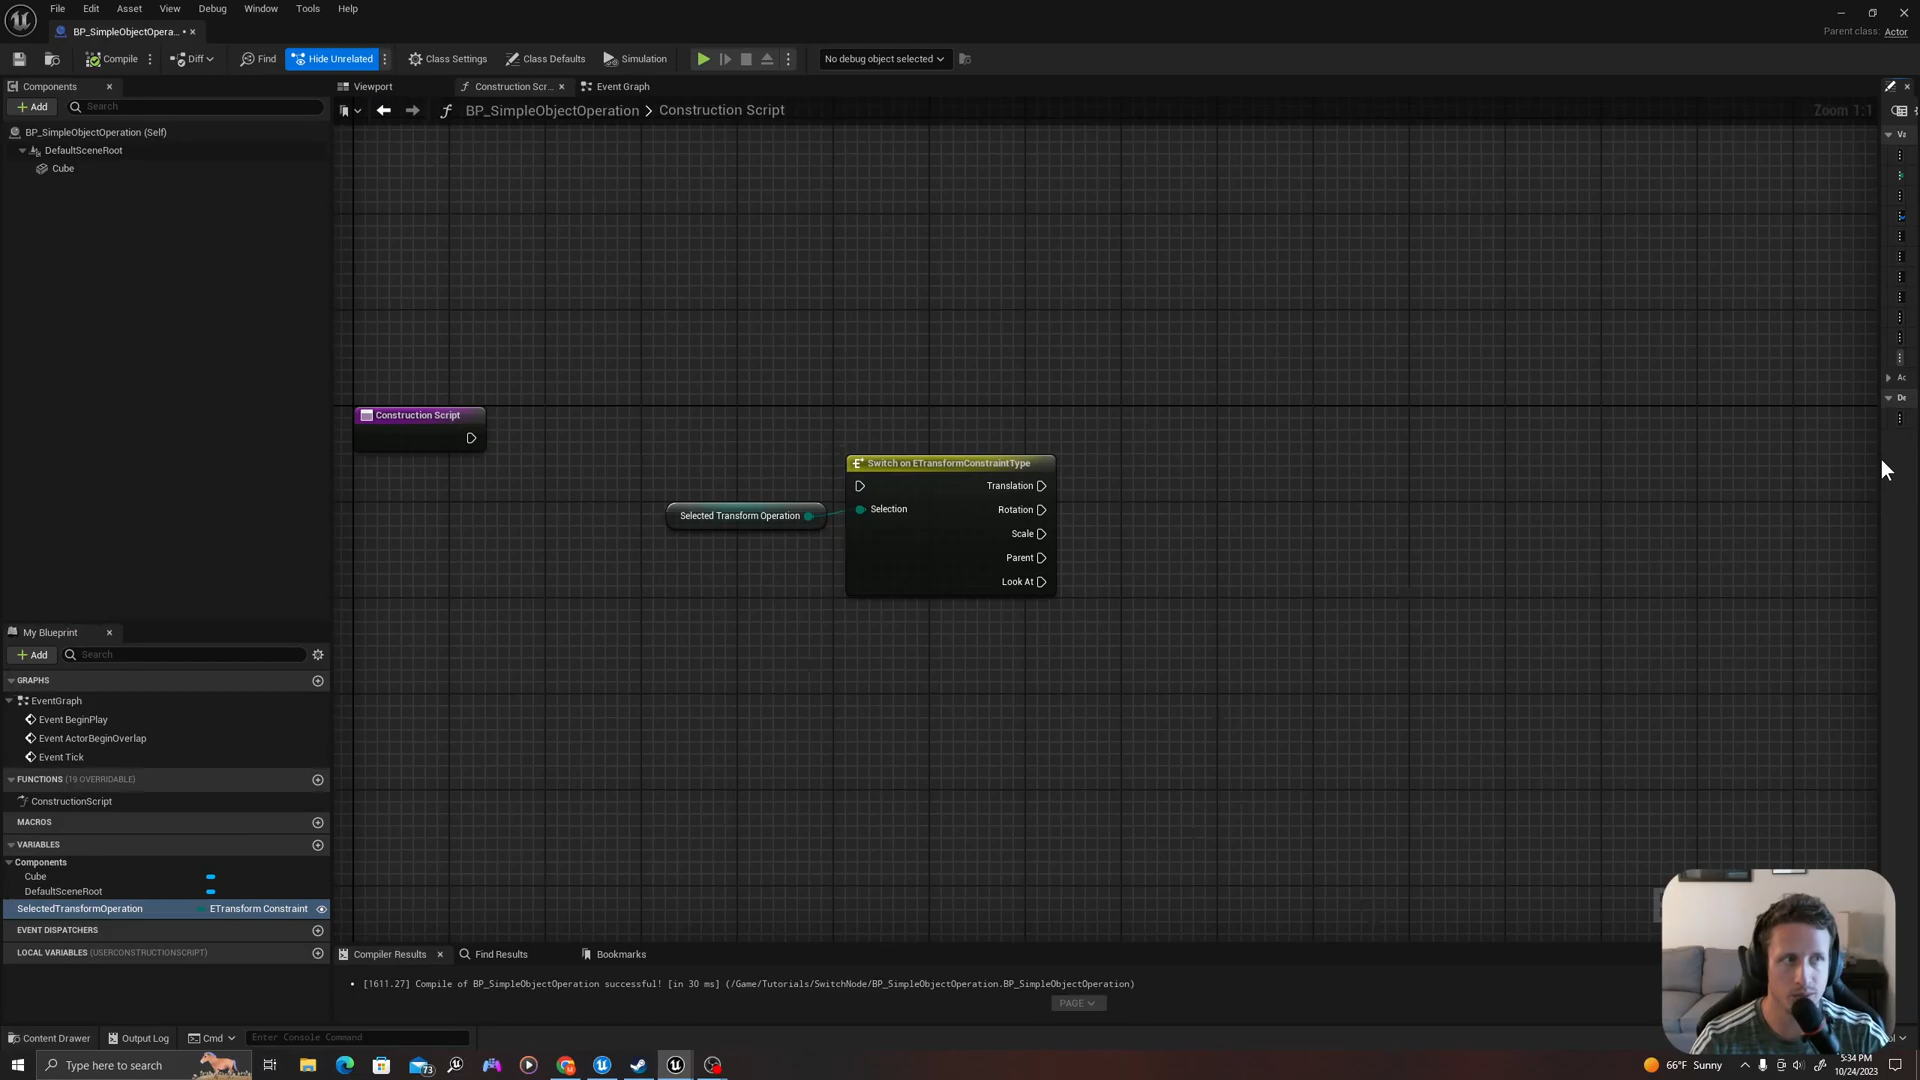 File Edit Asset View Debug Window Tools Help
BP_SimpleObjectOpera... •
Parent class: Actor
Compile Diff Find Hide Unrelated Class Settings Class Defaults Simulation No debug object selected
Components
Viewport Construction Scr... Event Graph
Add Search
BP_SimpleObjectOperation > Construction Script
Zoom 1:1
BP_SimpleObjectOperation (Self)
DefaultSceneRoot
Cube
Va
Ac
De
Construction Script
Switch on ETransformConstraintType
Translation
Selection Rotation
Selected Transform Operation
Scale
Parent
Look At
My Blueprint
Add Search
GRAPHS
EventGraph
Event BeginPlay
Event ActorBeginOverlap
Event Tick
FUNCTIONS (19 OVERRIDABLE)
ConstructionScript
MACROS
VARIABLES
Components
Cube
DefaultSceneRoot
SelectedTransformOperation ETransform Constraint
EVENT DISPATCHERS
LOCAL VARIABLES (USERCONSTRUCTIONSCRIPT)
Compiler Results Find Results Bookmarks
[1611.27] Compile of BP_SimpleObjectOperation successful! [in 30 ms] (/Game/Tutorials/SwitchNode/BP_SimpleObjectOperation.BP_SimpleObjectOperation)
PAGE
Content Drawer Output Log Cmd Enter Console Command
Type here to search
73
66°F Sunny
5:34 PM
10/24/2023